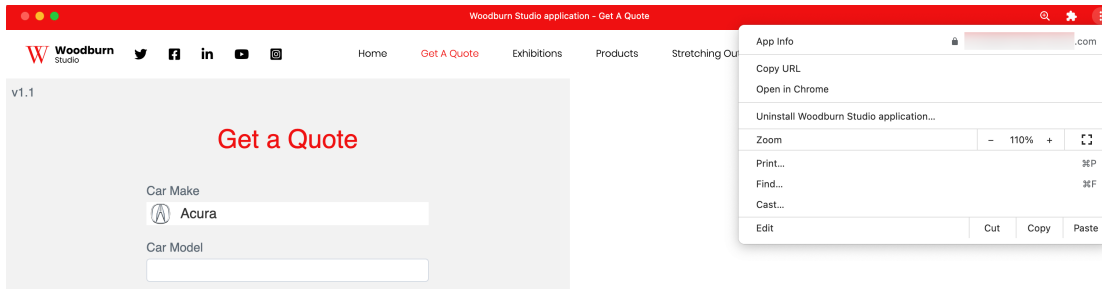 Woodburn Studio application - Get A Quote
Woodburn
Studio
Home Get A Quote Exhibitions Products Stretching Out
v1.1
Get a Quote
Car Make
Acura
Car Model
App Info .com
Copy URL
Open in Chrome
Uninstall Woodburn Studio application...
Zoom − 110% +
Print... ⌘P
Find... ⌘F
Cast...
Edit Cut Copy Paste